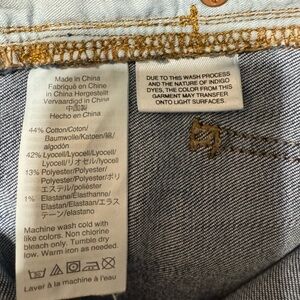 Made in China
Fabriqué en Chine
in China Hergestellt
Vervaardigd in China
中国製
Hecho en China
44% Cotton/Coton/
Baumwolle/Katpen/綿/
algodón
42% Lyocell/Lyocell/Lyo
cell/Lyocell/リオセル/lyocell
13% Polyester/Polyester/
Polyester/Polyester/ポリ
エステル/poliéster
1% Elastane/Élasthanne/
Elastan/Elastaan/エラス
テーン/elastano
Machine wash cold with
like colors. Non chlorine
bleach only. Tumble dry
low. Warm iron as needed.
Laver à la machine à l'eau
DUE TO THIS WASH PROCESS
AND THE NATURE OF INDIGO
DYES, THE COLOR FROM THIS
GARMENT MAY TRANSFER
ONTO LIGHT SURFACES.